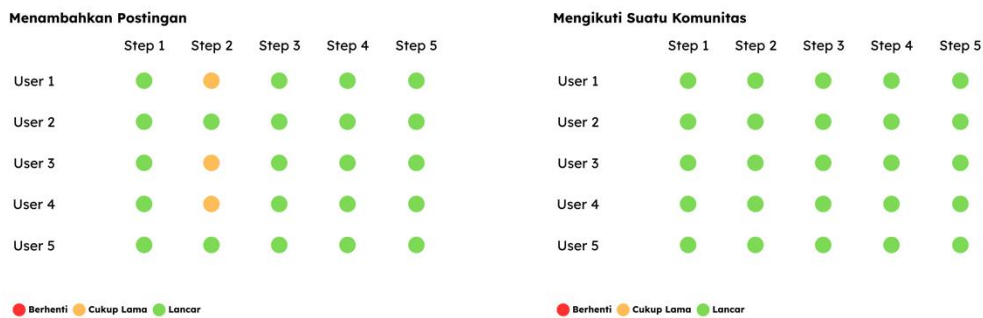 Menambahkan Postingan
Step 1 Step 2 Step 3 Step 4 Step 5
User 1
User 2
User 3
User 4
User 5
Berhenti Cukup Lama Lancar
Mengikuti Suatu Komunitas
Step 1 Step 2 Step 3 Step 4 Step 5
User 1
User 2
User 3
User 4
User 5
Berhenti Cukup Lama Lancar